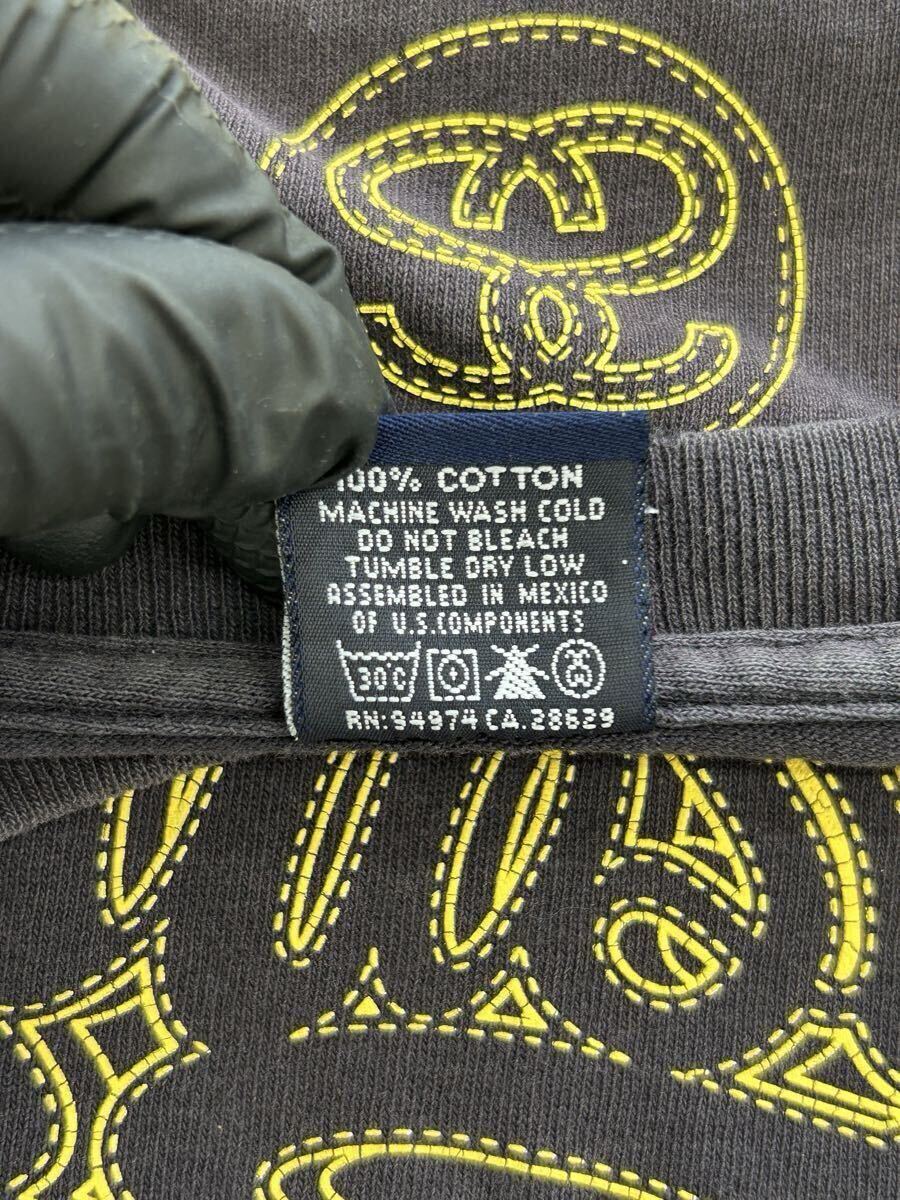 100% COTTON
MACHINE WASH COLD
DO NOT BLEACH
TUMBLE DRY LOW
ASSEMBLED IN MEXICO
OF U.S.COMPONENTS
30C
RN:94974 CA.28629